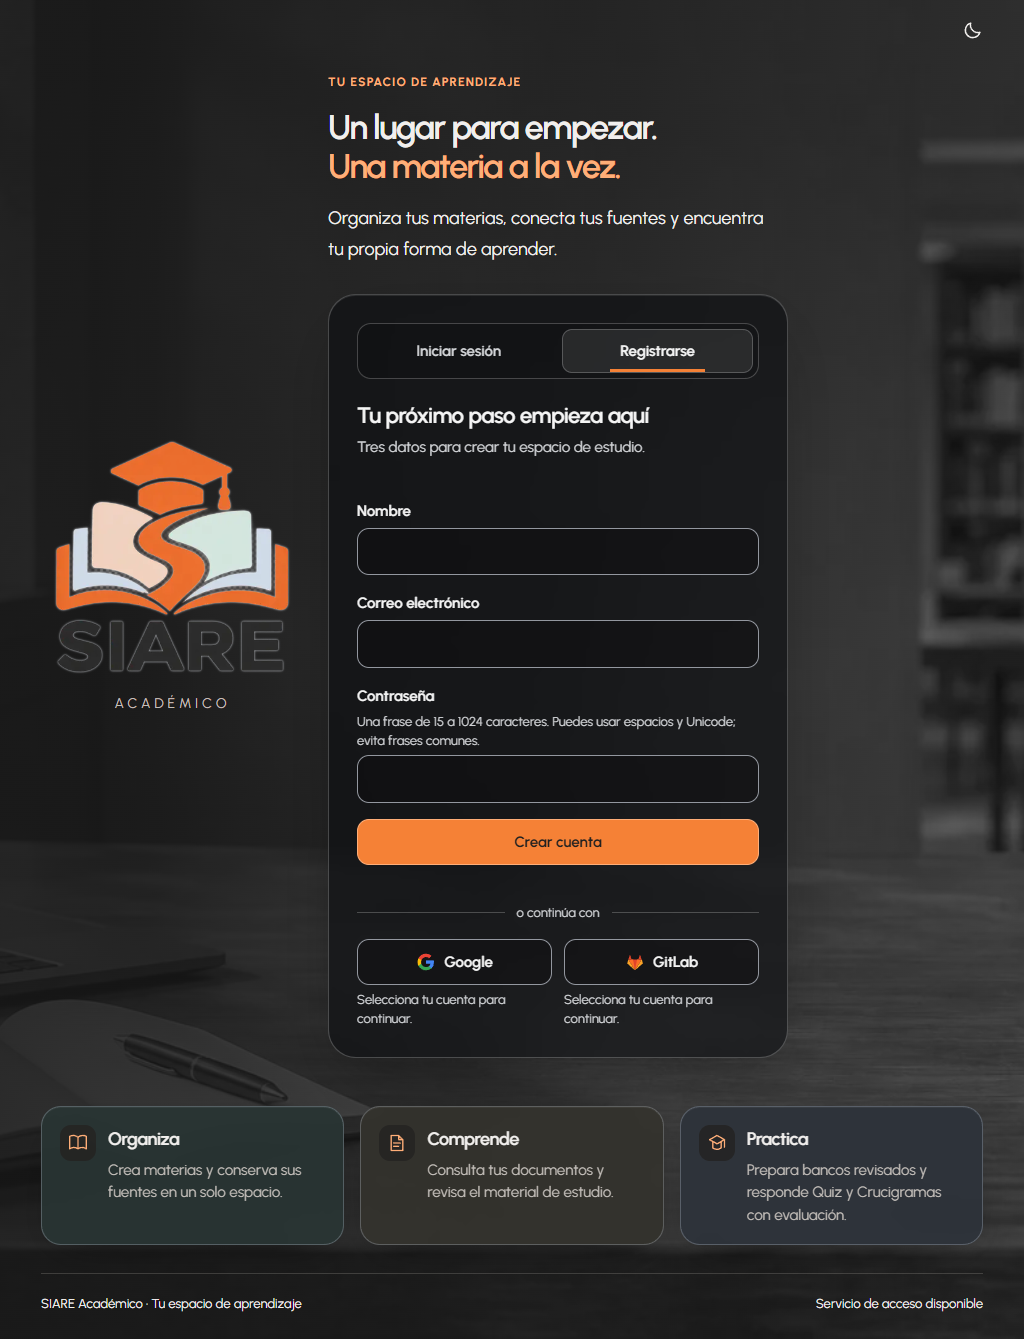 TU ESPACIO DE APRENDIZAJE
Un lugar para empezar.
Una materia a la vez.
Organiza tus materias, conecta tus fuentes y encuentra
tu propia forma de aprender.
SIARE
ACADÉMICO
Iniciar sesión
Registrarse
Tu próximo paso empieza aquí
Tres datos para crear tu espacio de estudio.
Nombre
Correo electrónico
Contraseña
Una frase de 15 a 1024 caracteres. Puedes usar espacios y Unicode;
evita frases comunes.
Crear cuenta
o continúa con
Google
GitLab
Selecciona tu cuenta para
continuar.
Selecciona tu cuenta para
continuar.
Organiza
Crea materias y conserva sus
fuentes en un solo espacio.
Comprende
Consulta tus documentos y
revisa el material de estudio.
Practica
Prepara bancos revisados y
responde Quiz y Crucigramas
con evaluación.
SIARE Académico · Tu espacio de aprendizaje
Servicio de acceso disponible